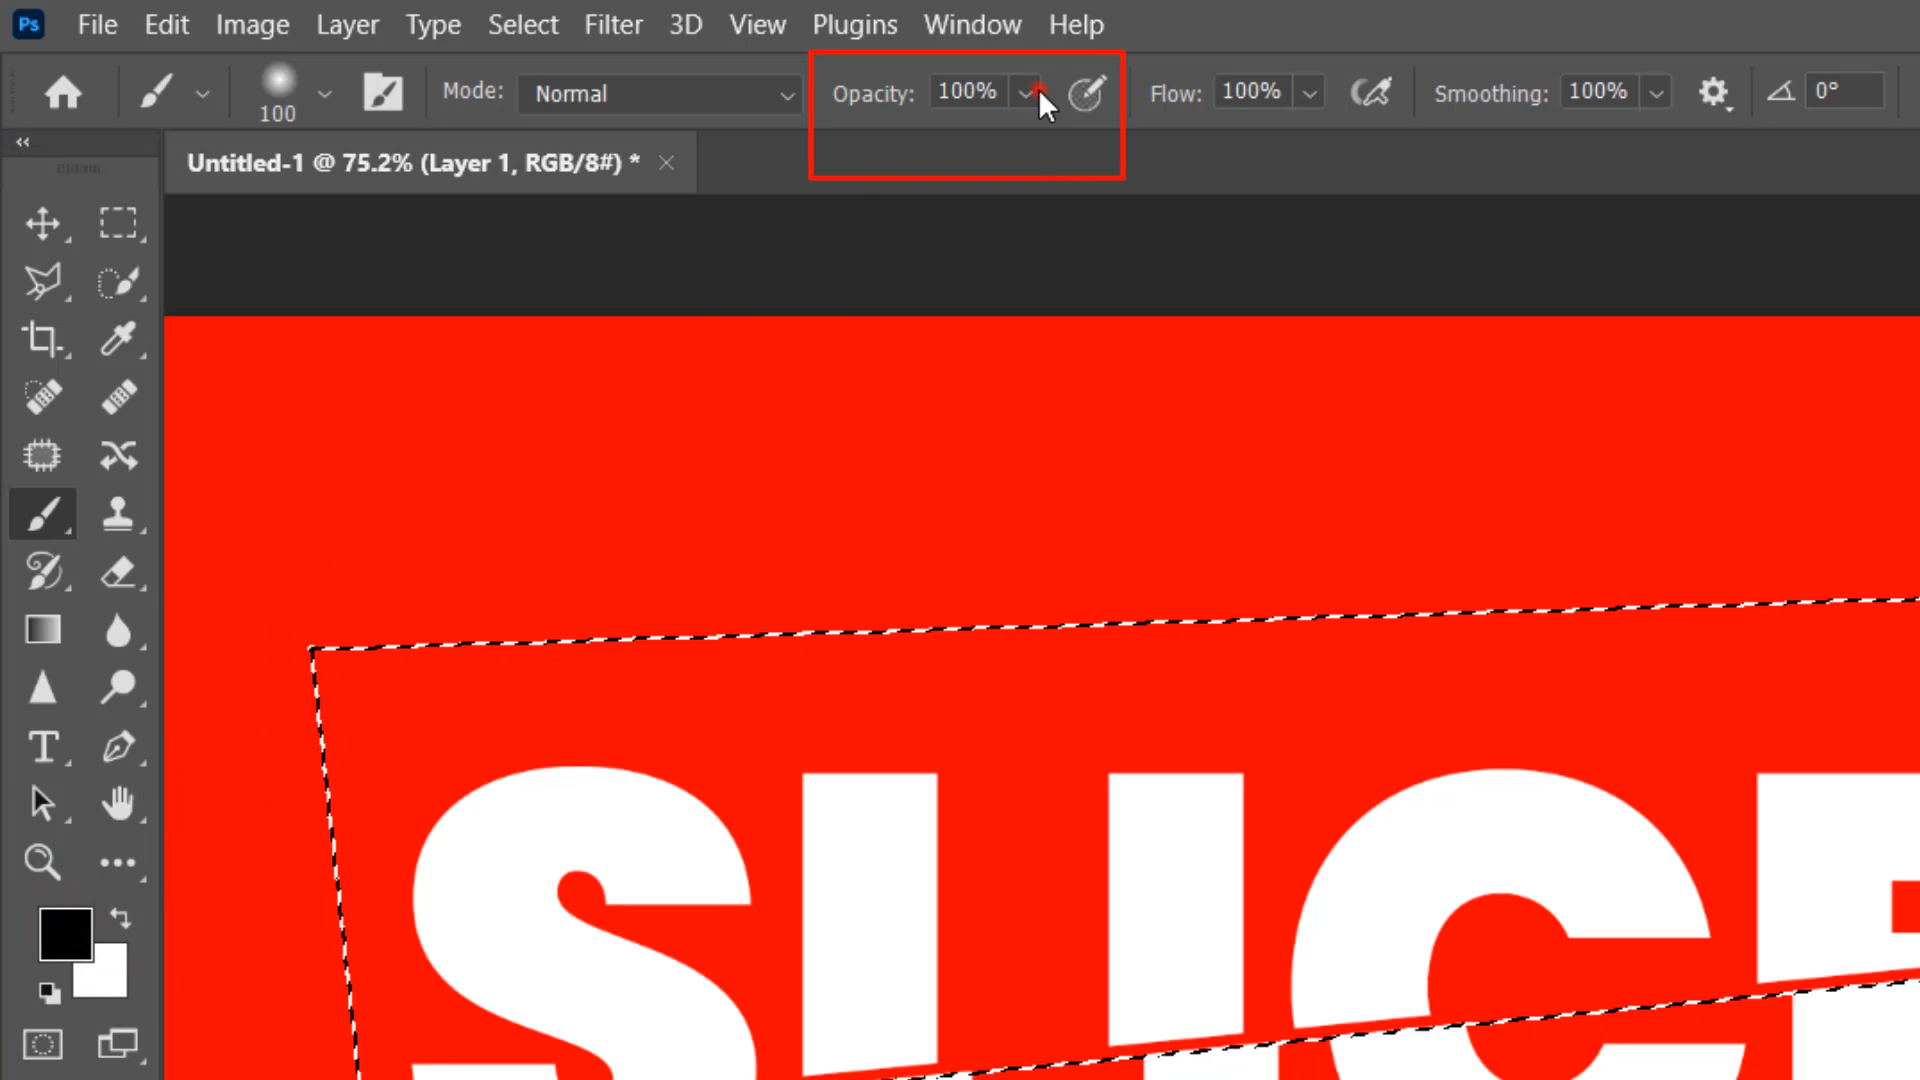 Ps File Edit Image Layer Type Select Filter 3D View Plugins Window Help
100 Mode: Normal Opacity: 100% Flow: 100% Smoothing: 100% 0°
Untitled-1 @ 75.2% (Layer 1, RGB/8#) *
SLICE